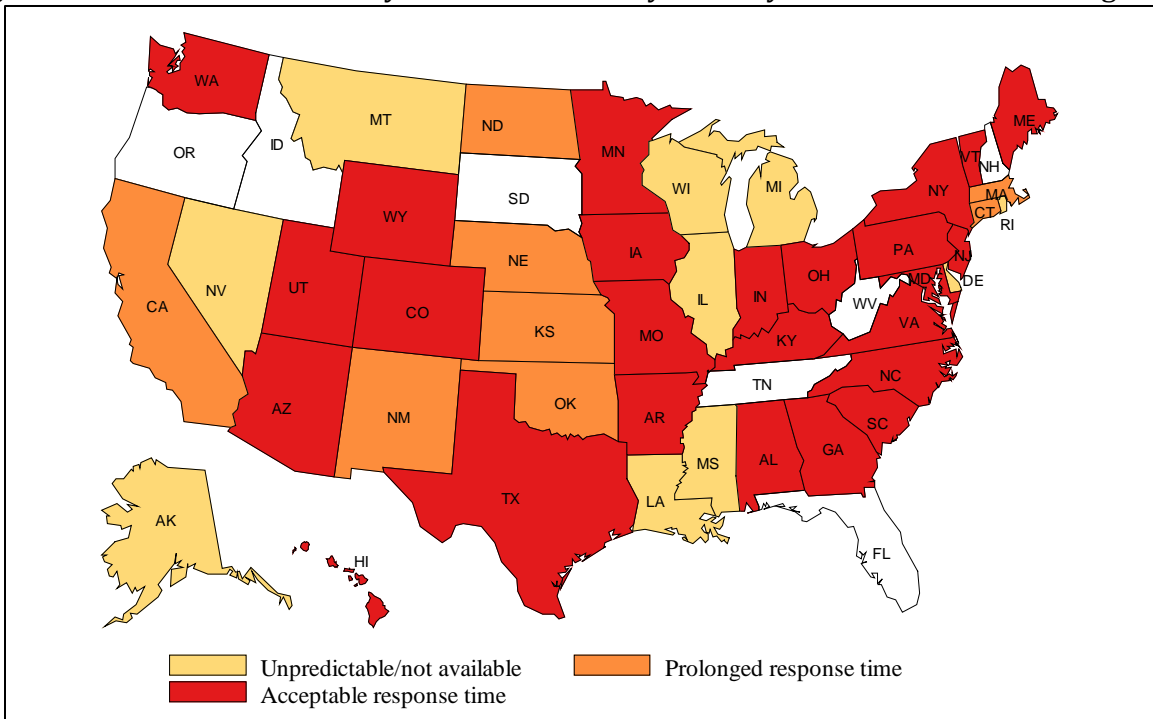 WA
MT
ND
MN
ME
OR
ID
SD
WI
MI
VT
NH
NY
MA
CT
RI
WY
IA
NE
PA
NJ
NV
UT
CO
CA
KS
MO
IL
IN
OH
WV
MD
DE
VA
KY
AZ
NM
OK
AR
TN
NC
SC
MS
AL
GA
TX
LA
AK
HI
FL
Unpredictable/not available
Prolonged response time
Acceptable response time